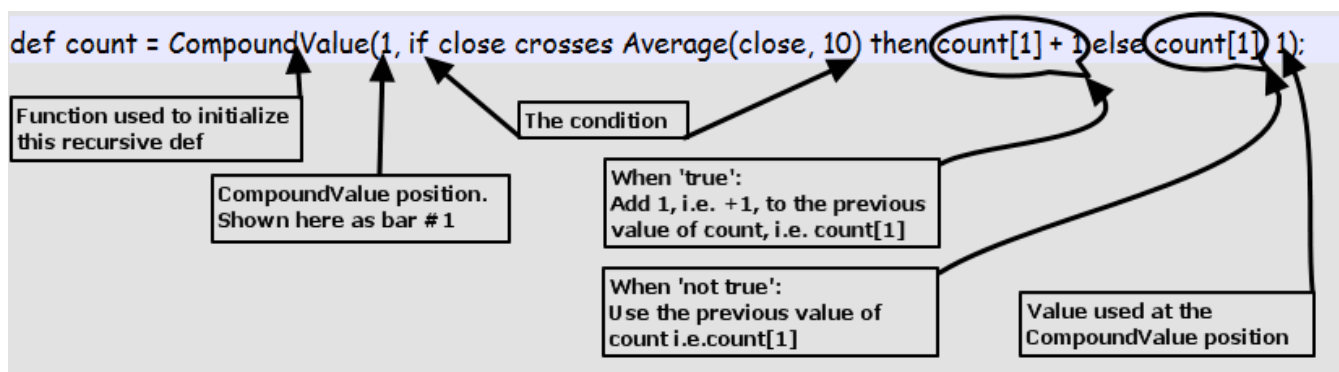 def count = CompoundValue(1, if close crosses Average(close, 10) then count[1] + 1 else count[1], 1);
Function used to initialize
this recursive def
The condition
CompoundValue position.
Shown here as bar #1
When 'true':
Add 1, i.e. +1, to the previous
value of count, i.e. count[1]
When 'not true':
Use the previous value of
count i.e.count[1]
Value used at the
CompoundValue position